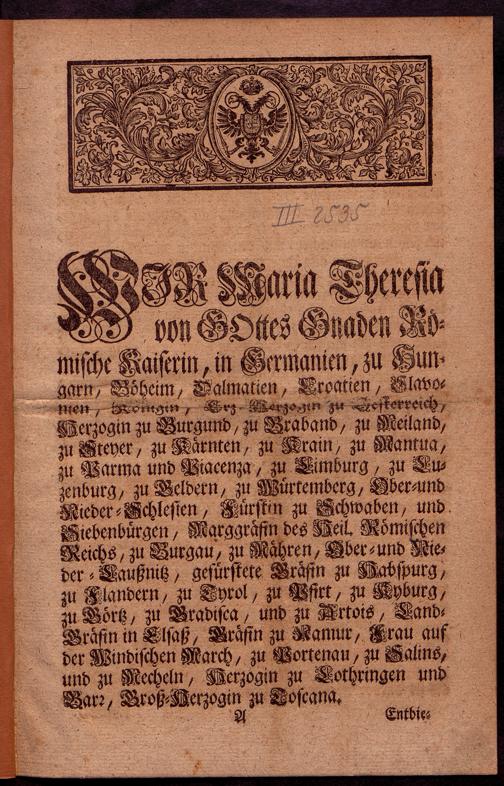 III 2535
WIR Maria Theresia
von GOttes Gnaden Rö-
mische Kaiserin, in Germanien, zu Hun-
garn, Böheim, Dalmatien, Croatien, Slavo-
nien, Königin, Erz-Herzogin zu Oesterreich,
Herzogin zu Burgund, zu Braband, zu Meiland,
zu Steyer, zu Kärnten, zu Krain, zu Mantua,
zu Parma und Piacenza, zu Limburg, zu Lu-
zenburg, zu Geldern, zu Würtemberg, Ober-und
Nieder-Schlesien, Fürstin zu Schwaben, und
Siebenbürgen, Marggräfin des Heil. Römischen
Reichs, zu Burgau, zu Mähren, Ober-und Nie-
der-Laußnitz, gefürstete Gräfin zu Habspurg,
zu Flandern, zu Tyrol, zu Pfirt, zu Kyburg,
zu Görtz, zu Gradisca, und zu Artois, Land-
Gräfin in Elsaß, Gräfin zu Namur, Frau auf
der Windischen March, zu Portenau, zu Salins,
und zu Mecheln, Herzogin zu Lothringen und
Barr, Groß-Herzogin zu Toscana.
A
Entbie-